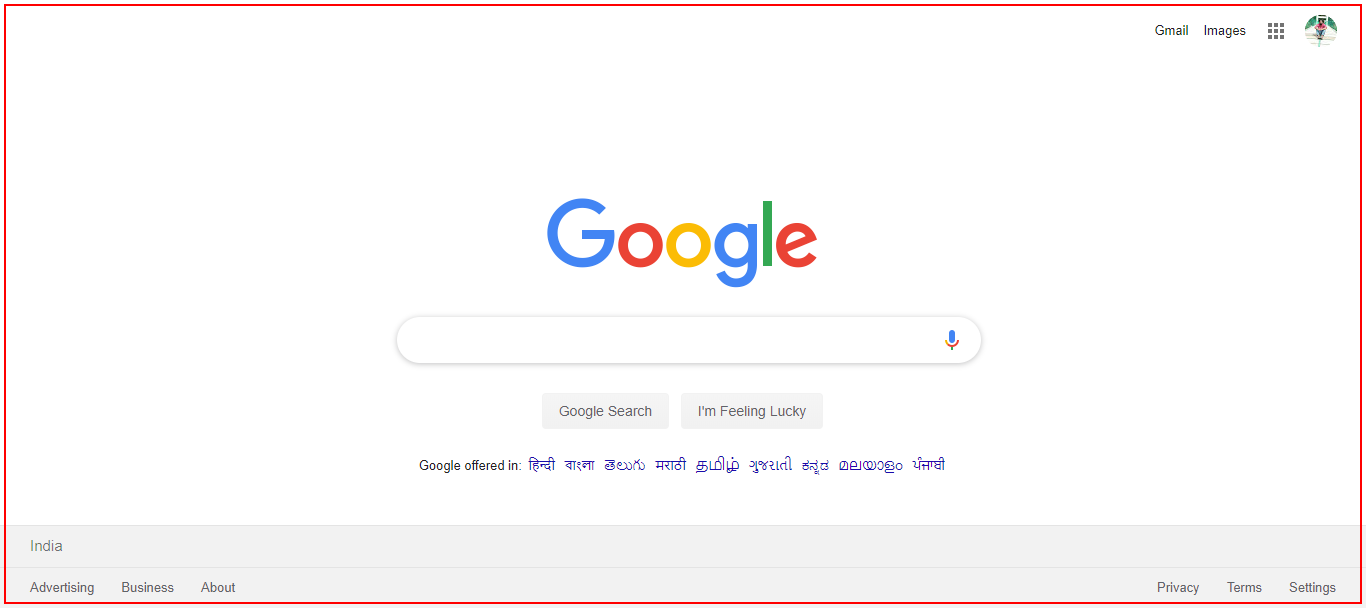 Gmail Images
Google
Google Search I'm Feeling Lucky
Google offered in: हिन्दी বাংলা తెలుగు मराठी தமிழ் ગુજરાતી ಕನ್ನಡ മലയാളം ਪੰਜਾਬੀ
India
Advertising Business About Privacy Terms Settings